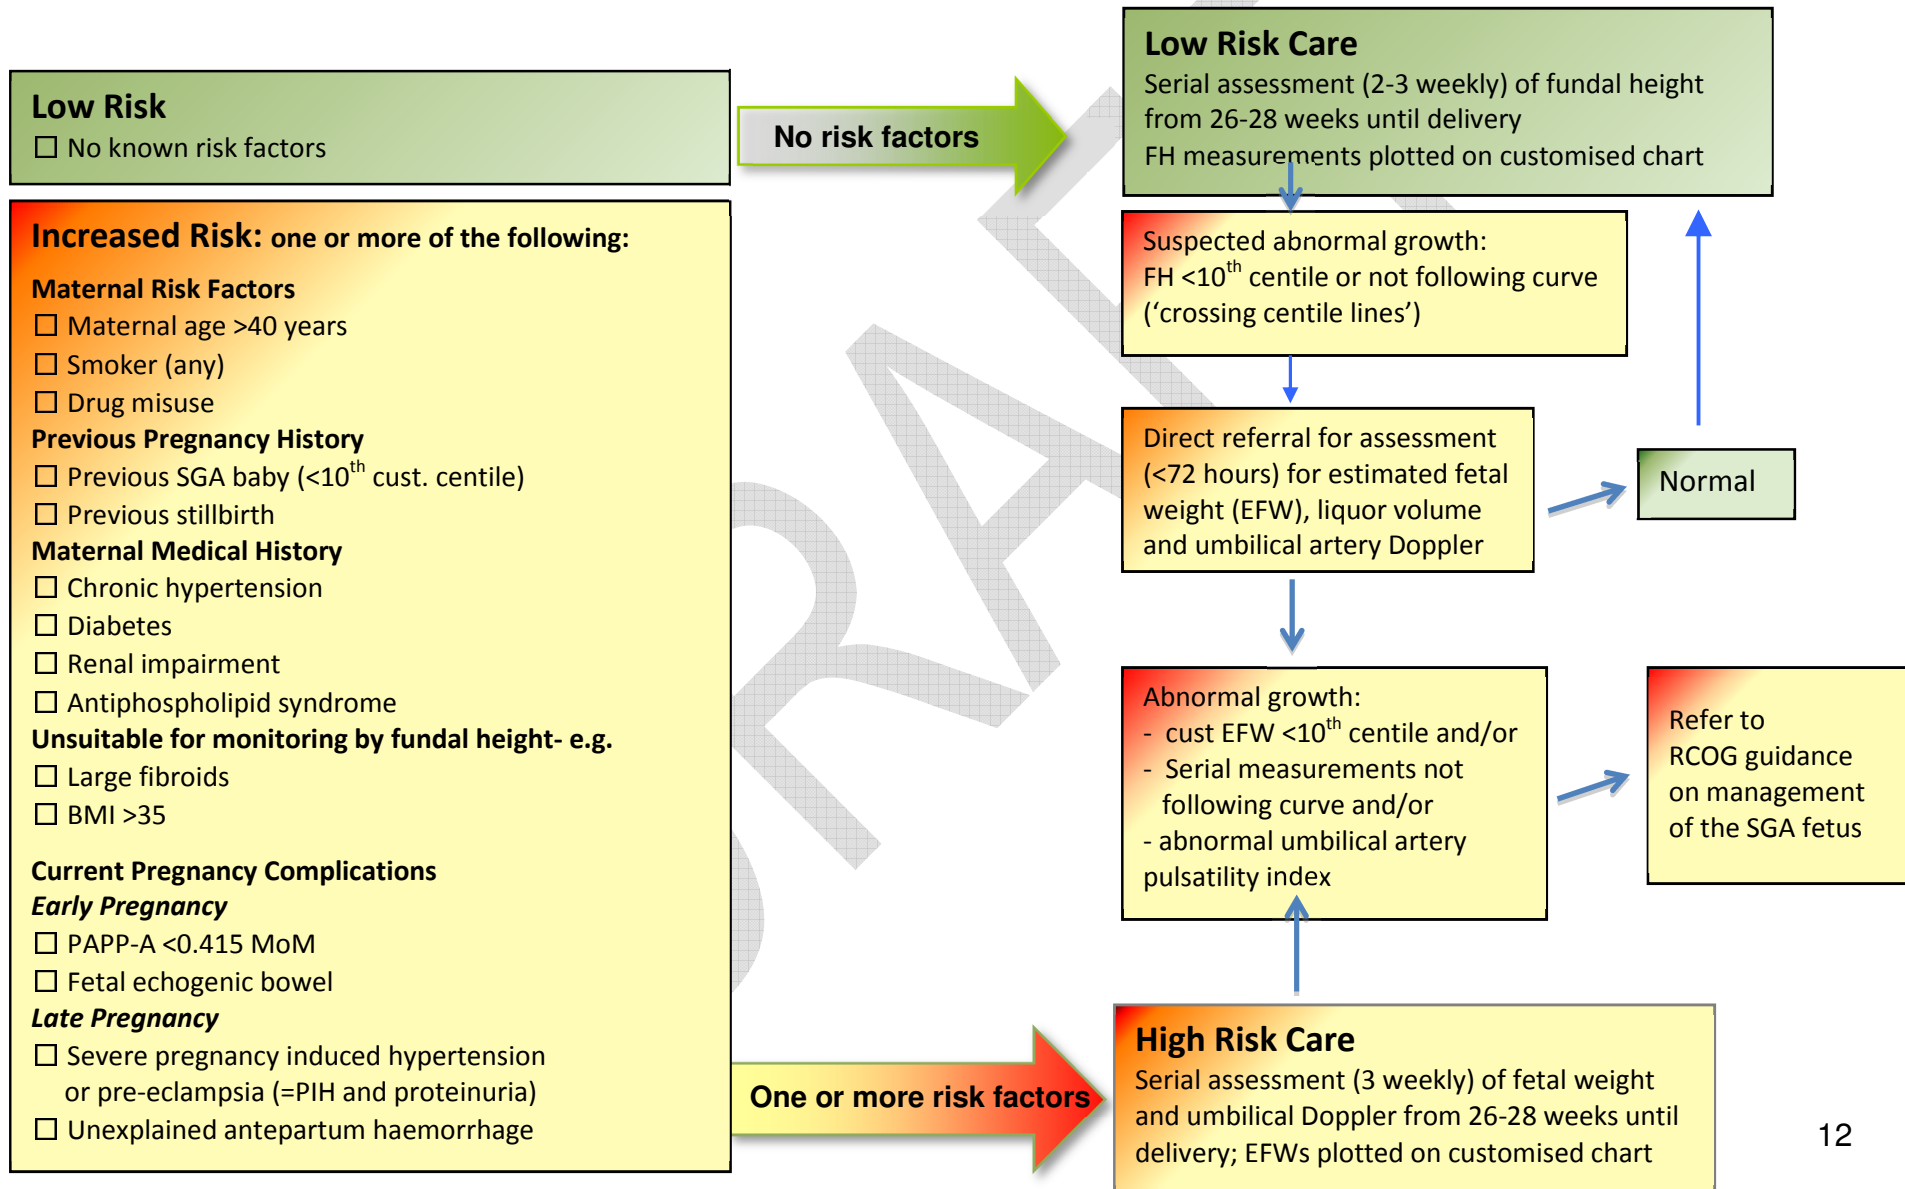 Low Risk
☐ No known risk factors
Increased Risk: one or more of the following:
Maternal Risk Factors
☐ Maternal age >40 years
☐ Smoker (any)
☐ Drug misuse
Previous Pregnancy History
☐ Previous SGA baby (<10th cust. centile)
☐ Previous stillbirth
Maternal Medical History
☐ Chronic hypertension
☐ Diabetes
☐ Renal impairment
☐ Antiphospholipid syndrome
Unsuitable for monitoring by fundal height- e.g.
☐ Large fibroids
☐ BMI >35
Current Pregnancy Complications
Early Pregnancy
☐ PAPP-A <0.415 MoM
☐ Fetal echogenic bowel
Late Pregnancy
☐ Severe pregnancy induced hypertension
or pre-eclampsia (=PIH and proteinuria)
☐ Unexplained antepartum haemorrhage
No risk factors
One or more risk factors
Low Risk Care
Serial assessment (2-3 weekly) of fundal height
from 26-28 weeks until delivery
FH measurements plotted on customised chart
Suspected abnormal growth:
FH <10th centile or not following curve
(‘crossing centile lines’)
Direct referral for assessment
(<72 hours) for estimated fetal
weight (EFW), liquor volume
and umbilical artery Doppler
Normal
Abnormal growth:
- cust EFW <10th centile and/or
- Serial measurements not
following curve and/or
- abnormal umbilical artery
pulsatility index
Refer to
RCOG guidance
on management
of the SGA fetus
High Risk Care
Serial assessment (3 weekly) of fetal weight
and umbilical Doppler from 26-28 weeks until
delivery; EFWs plotted on customised chart
12